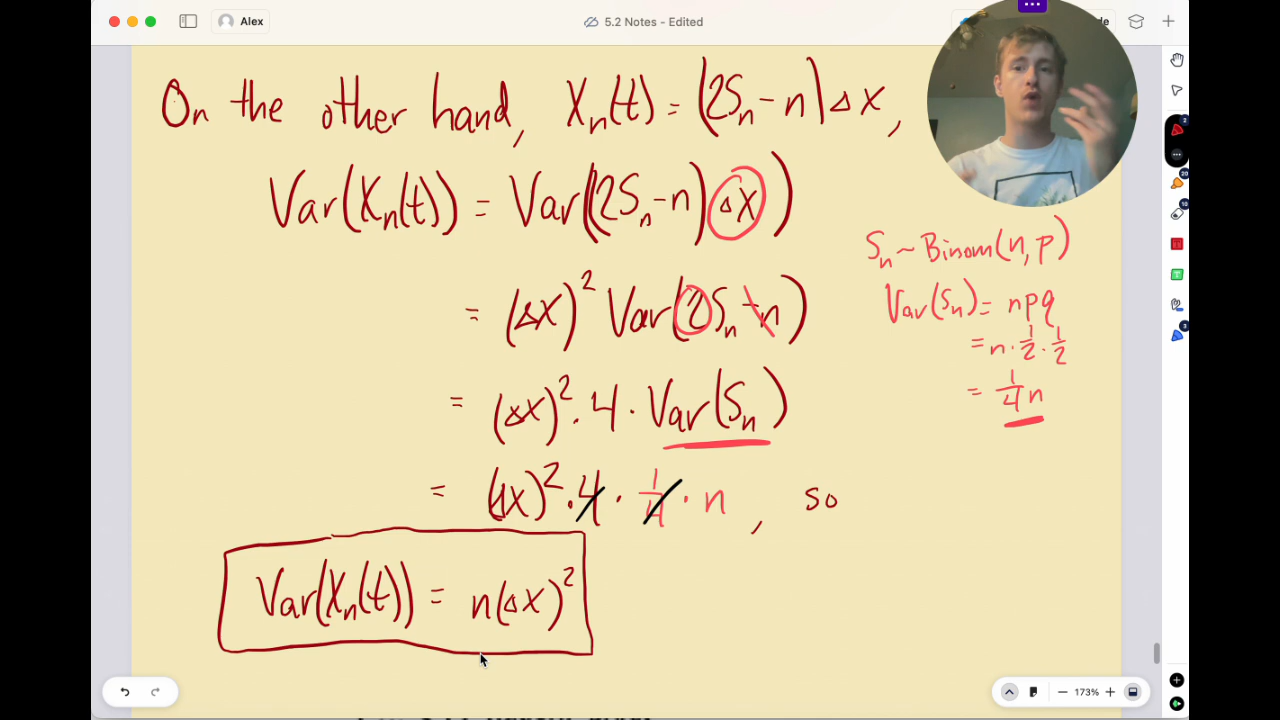 Alex
5.2 Notes - Edited
On the other hand, Xn(t) = (2Sn - n)Δx,
Var(Xn(t)) = Var((2Sn - n)Δx)
= (Δx)² Var(2Sn - n)
= (Δx)² · 4 · Var(Sn)
= (Δx)² · 4 · 1/4 · n, so
Var(Xn(t)) = n(Δx)²
Sn ~ Binom(n, p)
Var(Sn) = npq
= n · 1/2 · 1/2
= 1/4 n
173%